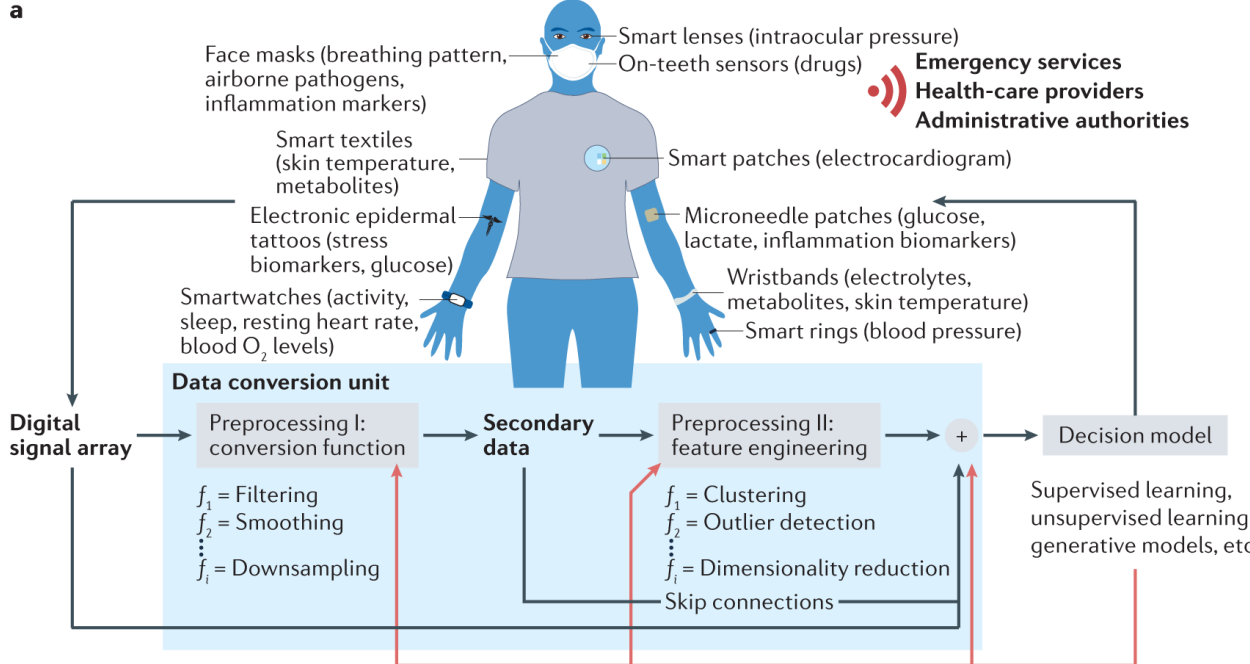 a
Smart lenses (intraocular pressure)
On-teeth sensors (drugs)
Face masks (breathing pattern,
airborne pathogens,
inflammation markers)
Emergency services
Health-care providers
Administrative authorities
Smart textiles
(skin temperature,
metabolites)
Smart patches (electrocardiogram)
Electronic epidermal
tattoos (stress
biomarkers, glucose)
Microneedle patches (glucose,
lactate, inflammation biomarkers)
Smartwatches (activity,
sleep, resting heart rate,
blood O₂ levels)
Wristbands (electrolytes,
metabolites, skin temperature)
Smart rings (blood pressure)
Data conversion unit
Digital
signal array
Preprocessing I:
conversion function
Secondary
data
Preprocessing II:
feature engineering
+
Decision model
f₁ = Filtering
f₂ = Smoothing
fᵢ = Downsampling
f₁ = Clustering
f₂ = Outlier detection
fᵢ = Dimensionality reduction
Skip connections
Supervised learning,
unsupervised learning
generative models, etc